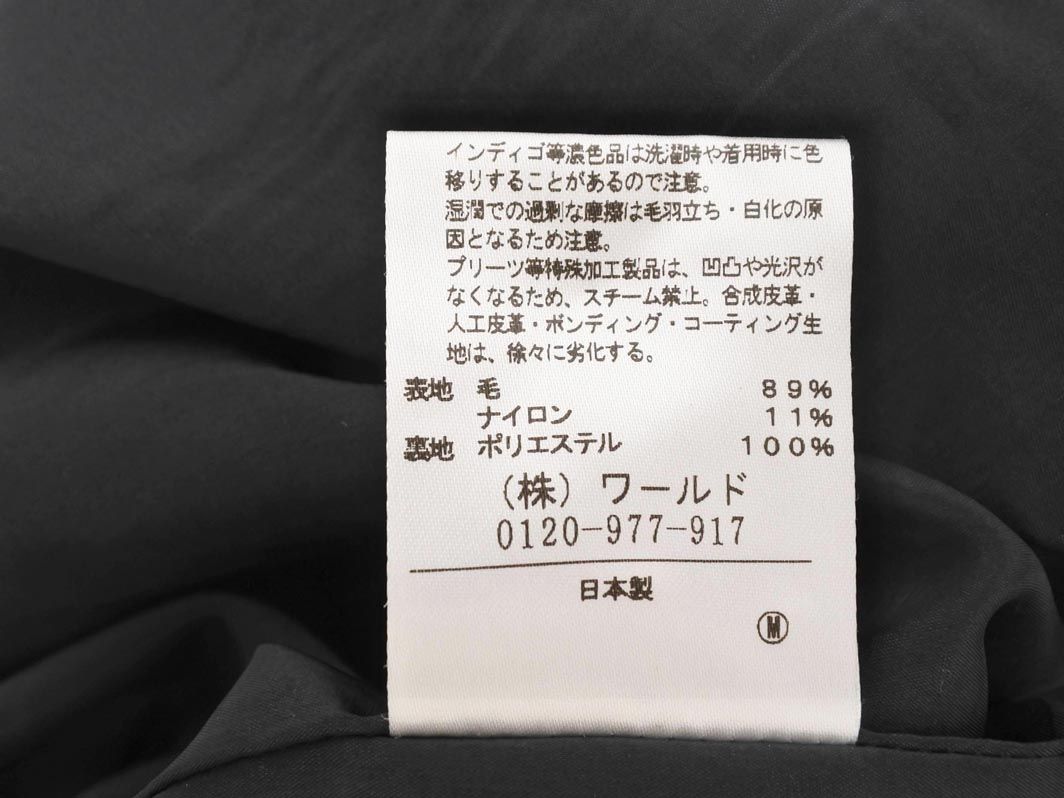 インディゴ等濃色品は洗濯時や着用時に色
移りすることがあるので注意。
湿潤での過剰な摩擦は毛羽立ち・白化の原
因となるため注意。
プリーツ等特殊加工製品は、凹凸や光沢が
なくなるため、スチーム禁止。合成皮革・
人工皮革・ボンディング・コーティング生
地は、徐々に劣化する。
表地 毛 89%
ナイロン 11%
裏地 ポリエステル 100%
(株) ワールド
0120-977-917
日本製
Ⓜ